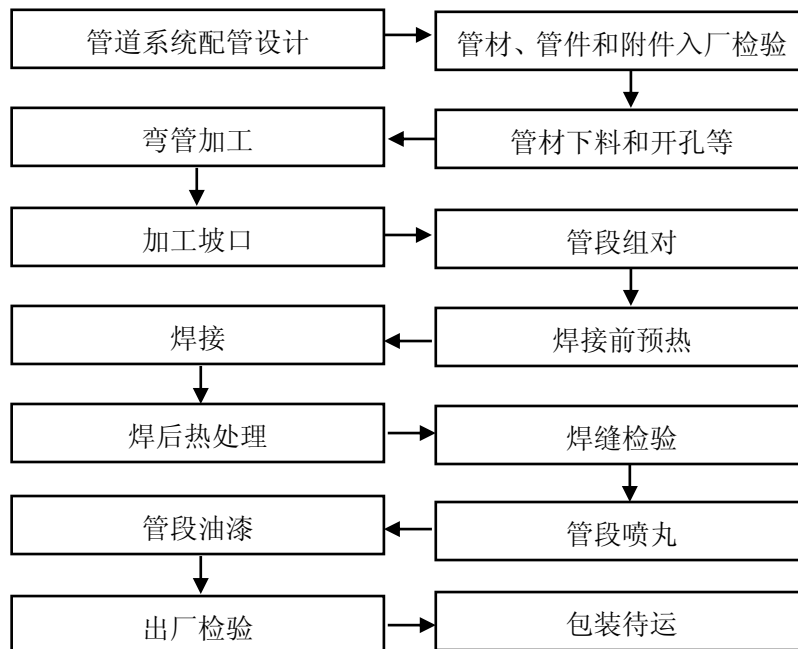 管道系统配管设计
管材、管件和附件入厂检验
弯管加工
管材下料和开孔等
加工坡口
管段组对
焊接
焊接前预热
焊后热处理
焊缝检验
管段油漆
管段喷丸
出厂检验
包装待运